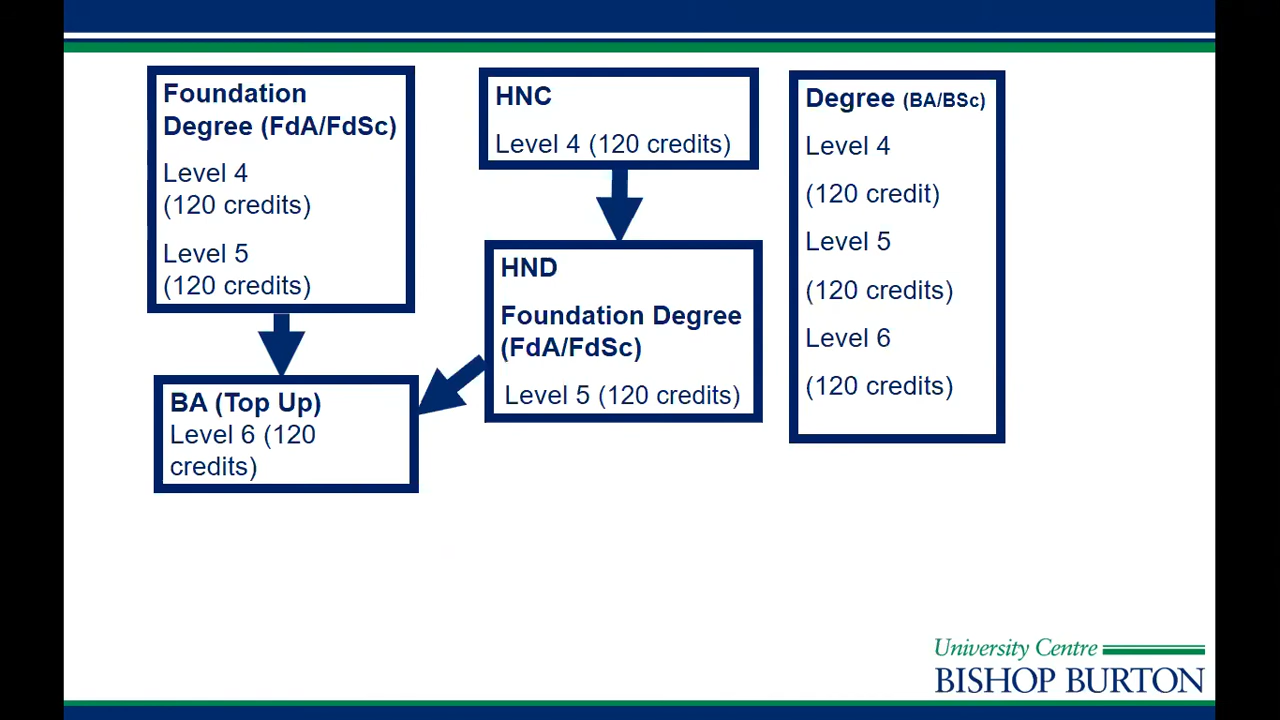 Foundation
Degree (FdA/FdSc)
Level 4
(120 credits)
Level 5
(120 credits)
BA (Top Up)
Level 6 (120
credits)
HNC
Level 4 (120 credits)
HND
Foundation Degree
(FdA/FdSc)
Level 5 (120 credits)
Degree (BA/BSc)
Level 4
(120 credit)
Level 5
(120 credits)
Level 6
(120 credits)
University Centre
BISHOP BURTON